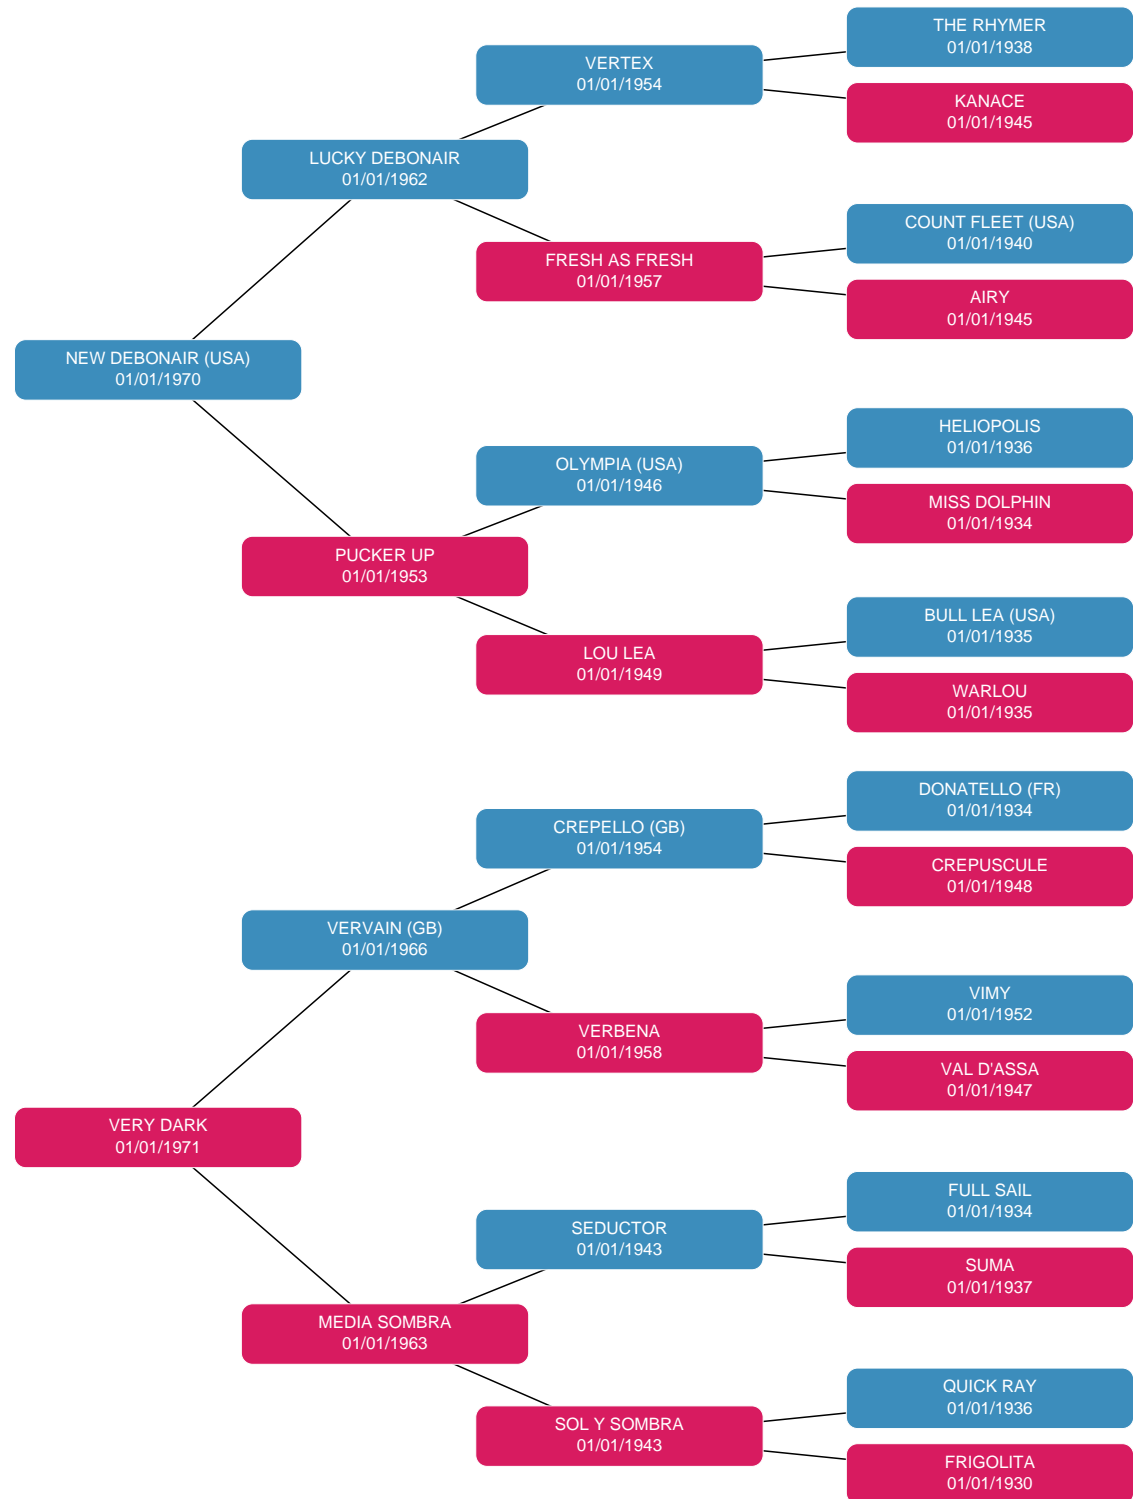 THE RHYMER
01/01/1938
VERTEX
01/01/1954
KANACE
01/01/1945
LUCKY DEBONAIR
01/01/1962
COUNT FLEET (USA)
01/01/1940
FRESH AS FRESH
01/01/1957
AIRY
01/01/1945
NEW DEBONAIR (USA)
01/01/1970
HELIOPOLIS
01/01/1936
OLYMPIA (USA)
01/01/1946
MISS DOLPHIN
01/01/1934
PUCKER UP
01/01/1953
BULL LEA (USA)
01/01/1935
LOU LEA
01/01/1949
WARLOU
01/01/1935
DONATELLO (FR)
01/01/1934
CREPELLO (GB)
01/01/1954
CREPUSCULE
01/01/1948
VERVAIN (GB)
01/01/1966
VIMY
01/01/1952
VERBENA
01/01/1958
VAL D'ASSA
01/01/1947
VERY DARK
01/01/1971
FULL SAIL
01/01/1934
SEDUCTOR
01/01/1943
SUMA
01/01/1937
MEDIA SOMBRA
01/01/1963
QUICK RAY
01/01/1936
SOL Y SOMBRA
01/01/1943
FRIGOLITA
01/01/1930